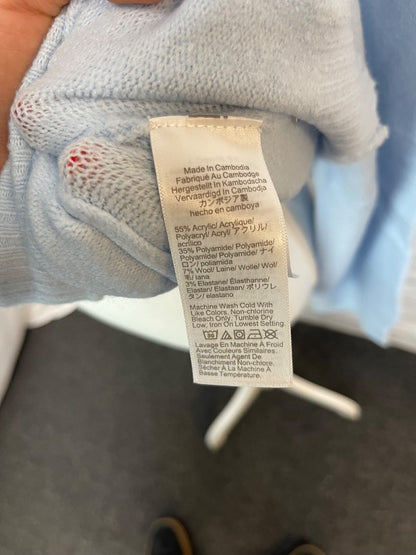 Made In Cambodia
Fabriqué Au Cambodge
Hergestellt In Kambodscha
Vervaardigd In Cambodja
カンボジア製
hecho en camboya
55% Acrylic/ Acrylique/
Polyacryl/ Acryl/ アクリル/
acrílico
35% Polyamide/ Polyamide/
Polyamid/ Polyamide/ ナイ
ロン/ poliamida
7% Wool/ Laine/ Wolle/ Wol/
毛/ lana
3% Elastane/ Élasthanne/
Elastan/ Elastaan/ ポリウレ
タン/ elastano
Machine Wash Cold With
Like Colors, Non-chlorine
Bleach Only, Tumble Dry
Low, Iron On Lowest Setting
Lavage En Machine À Froid
Avec Couleurs Similaires.
Seulement Agent De
Blanchiment Non-chlore.
Sécher À La Machine À
Basse Température.